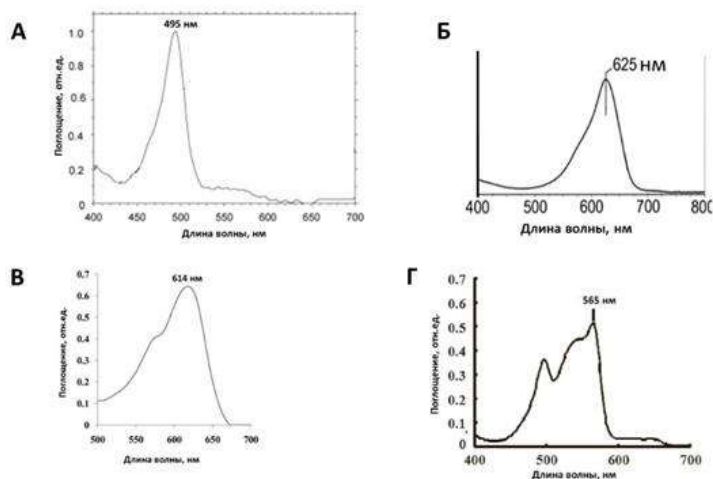 А
495 нм
1.0
0.8
0.6
0.4
0.2
0
400 450 500 550 600 650 700
Поглощение, отн.ед.
Длина волны, нм
Б
625 нм
400 500 600 700 800
Длина волны, нм
В
614 нм
0.7
0.6
0.5
0.4
0.3
0.2
0.1
0
500 550 600 650 700
Поглощение, отн.ед.
Длина волны, нм
Г
565 нм
0.7
0.6
0.5
0.4
0.3
0.2
0.1
0
400 500 600 700
Поглощение, отн.ед.
Длина волны, нм